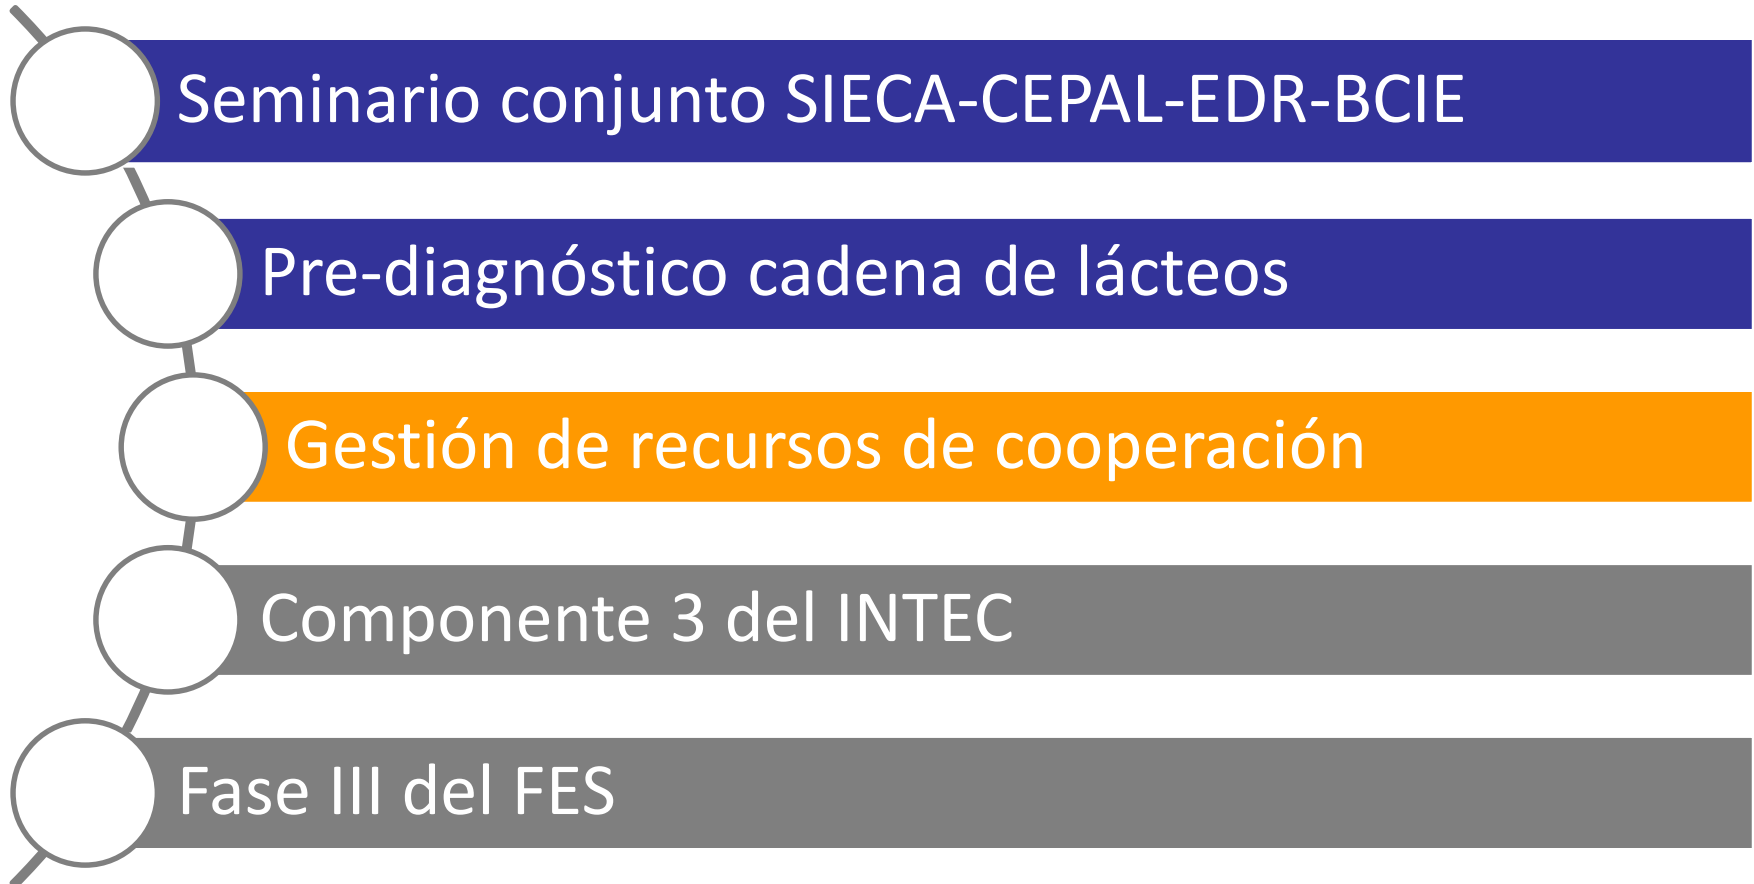 Seminario conjunto SIECA-CEPAL-EDR-BCIE
Pre-diagnóstico cadena de lácteos
Gestión de recursos de cooperación
Componente 3 del INTEC
Fase III del FES